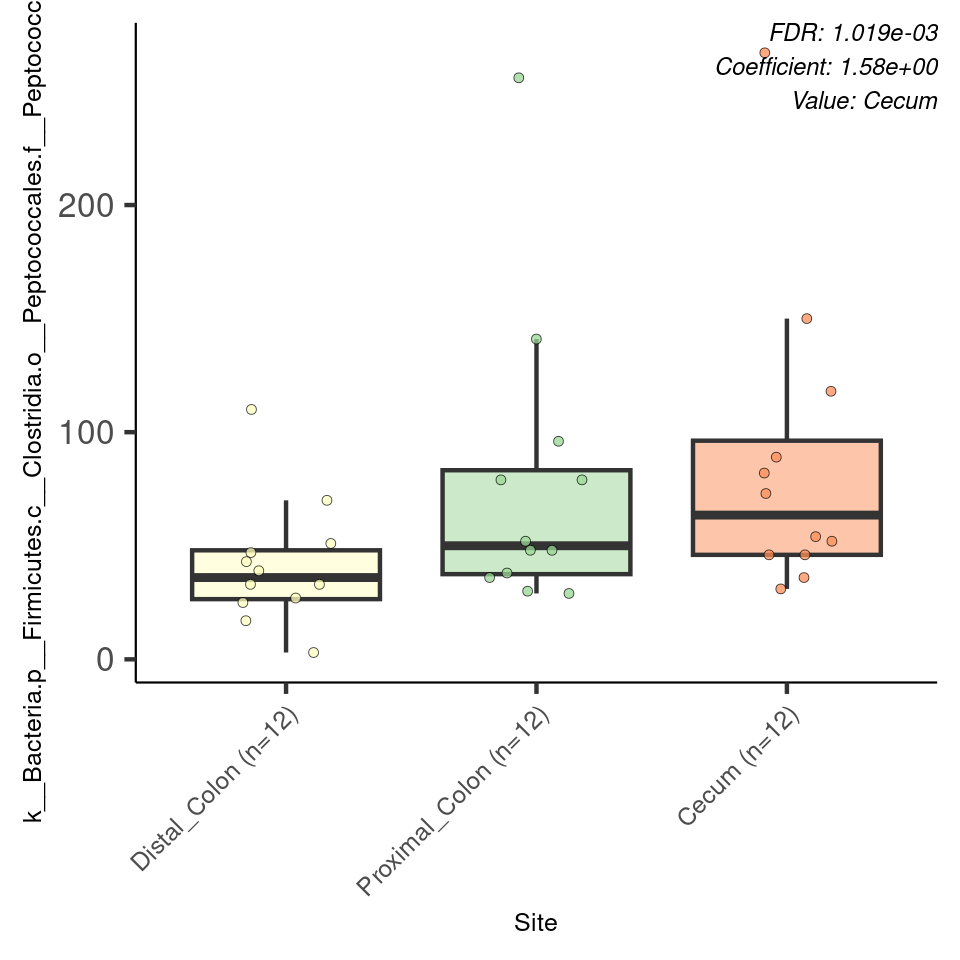 FDR: 1.019e-03
Coefficient: 1.58e+00
Value: Cecum
k__Bacteria.p__Firmicutes.c__Clostridia.o__Peptococcales.f__Peptococc
200
100
0
Distal_Colon (n=12)
Proximal_Colon (n=12)
Cecum (n=12)
Site